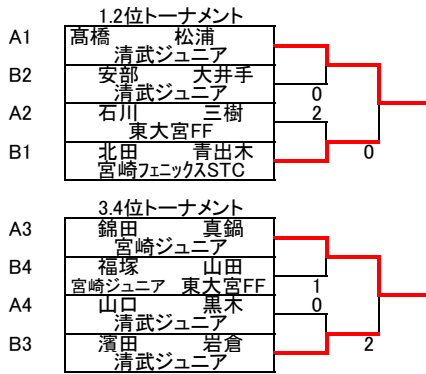 1.2位トーナメント
A1 髙橋 松浦
清武ジュニア
B2 安部 大井手
清武ジュニア 0
A2 石川 三樹 2
東大宮FF
B1 北田 青出木 0
宮崎フェニックスSTC
3.4位トーナメント
A3 錦田 真鍋
宮崎ジュニア
B4 福塚 山田
宮崎ジュニア 東大宮FF 1
A4 山口 黒木 0
清武ジュニア
B3 濱田 岩倉 2
清武ジュニア